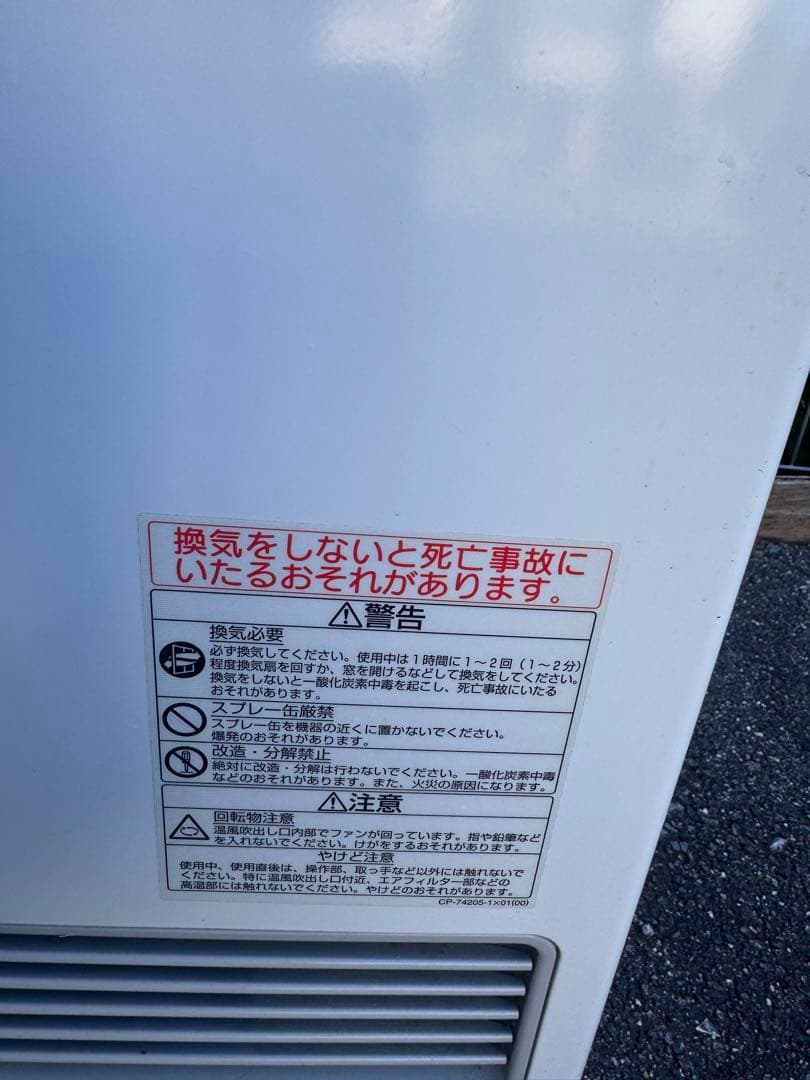 換気をしないと死亡事故に
いたるおそれがあります。
警告
換気必要
必ず換気してください。使用中は1時間に1～2回(1～2分)
程度換気扇を回すか、窓を開けるなどして換気をしてください。
換気をしないと一酸化炭素中毒を起こし、死亡事故にいたる
おそれがあります。
スプレー缶厳禁
スプレー缶を機器の近くに置かないでください。
爆発のおそれがあります。
改造・分解禁止
絶対に改造・分解は行わないでください。一酸化炭素中毒
などのおそれがあります。また、火災の原因になります。
注意
回転物注意
温風吹出し口内部でファンが回っています。指や鉛筆など
を入れないでください。けがをするおそれがあります。
やけど注意
使用中、使用直後は、操作部、取っ手など以外には触れないで
ください。特に温風吹出し口付近、エアフィルター部などの
高温部には触れないでください。やけどのおそれがあります。
CP-74205-1×01(00)